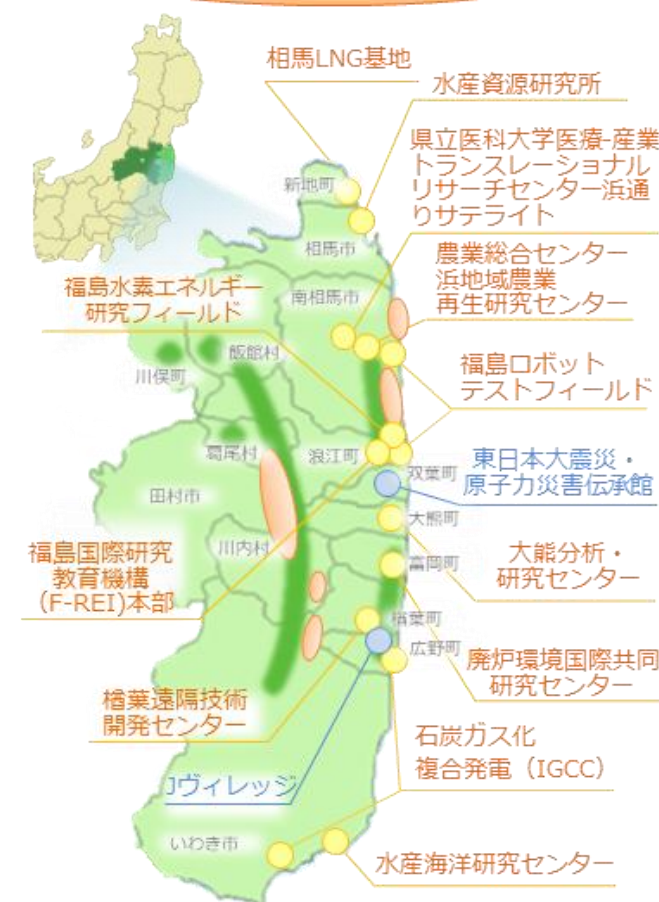 相馬LNG基地
水産資源研究所
県立医科大学医療-産業
トランスレーショナル
リサーチセンター浜通
りサテライト
新地町
相馬市
農業総合センター
浜地域農業
再生研究センター
福島水素エネルギー
研究フィールド
南相馬市
飯館村
川俣町
福島ロボット
テストフィールド
葛尾村
浪江町
双葉町
東日本大震災・
原子力災害伝承館
田村市
大熊町
福島国際研究
教育機構
(F-REI)本部
川内村
富岡町
大熊分析・
研究センター
楢葉町
広野町
廃炉環境国際共同
研究センター
楢葉遠隔技術
開発センター
石炭ガス化
複合発電（IGCC）
Jヴィレッジ
いわき市
水産海洋研究センター